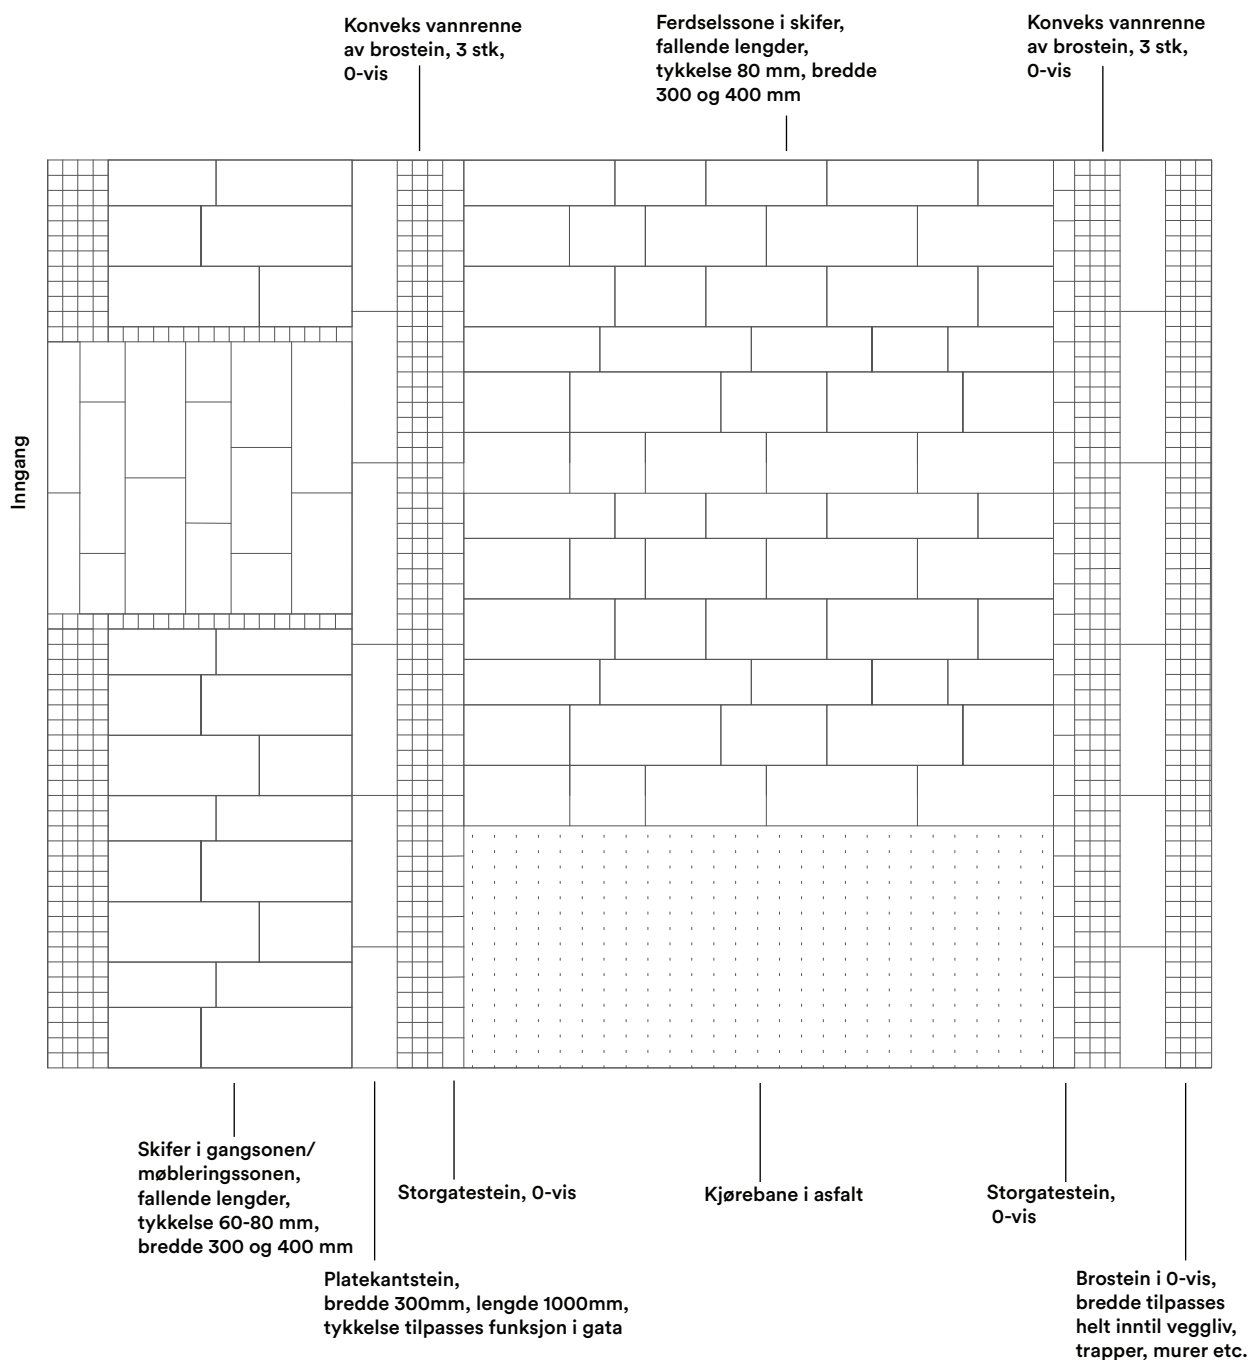 Konveks vannrenne
av brostein, 3 stk,
0-vis
Ferdselssone i skifer,
fallende lengder,
tykkelse 80 mm, bredde
300 og 400 mm
Konveks vannrenne
av brostein, 3 stk,
0-vis
Inngang
Skifer i gangsonen/
møbleringssonen,
fallende lengder,
tykkelse 60-80 mm,
bredde 300 og 400 mm
Platekantstein,
bredde 300mm, lengde 1000mm,
tykkelse tilpasses funksjon i gata
Storgatestein, 0-vis
Kjørebane i asfalt
Storgatestein,
0-vis
Brostein i 0-vis,
bredde tilpasses
helt inntil veggliv,
trapper, murer etc.